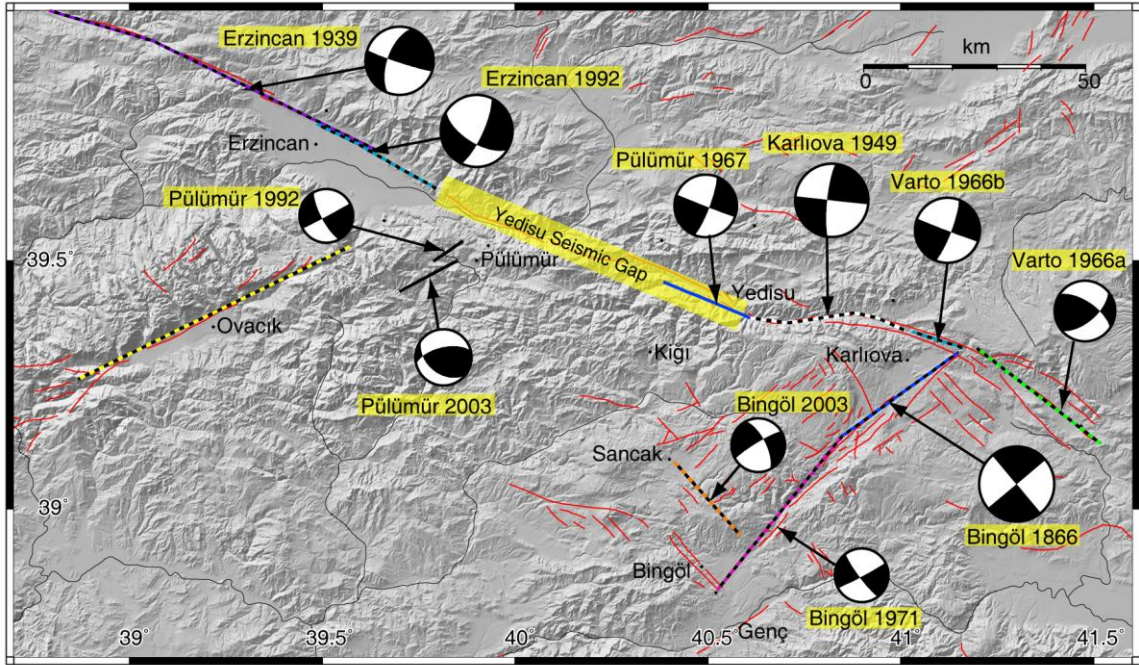 Erzincan 1939
km
0
50
Erzincan 1992
Erzincan
Karlıova 1949
Pülümür 1967
Varto 1966b
Pülümür 1992
Yedisu Seismic Gap
39.5°
Pülümür
Varto 1966a
Yedisu
Ovacık
Kiğı
Karlıova
Pülümür 2003
Bingöl 2003
Sancak
39°
Bingöl 1866
Bingöl
Bingöl 1971
Genç
39°
39.5°
40°
40.5°
41°
41.5°